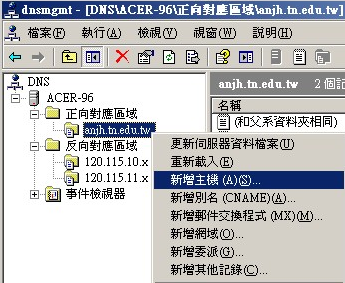 dnsmgmt - [DNS\ACER-96\正向對應區域\anjh.tn.edu.tw]
檔案(F) 執行(A) 檢視(V) 視窗(W) 說明(H)
DNS
ACER-96
正向對應區域
anjh.tn.edu.tw
反向對應區域
120.115.10.x
120.115.11.x
事件檢視器
anjh.tn.edu.tw 2 個記
名稱
(和父系資料夾相同)
更新伺服器資料檔案(U)
重新載入(E)
新增主機 (A)(S)...
新增別名 (CNAME)(A)...
新增郵件交換程式 (MX)(M)...
新增網域(O)...
新增委派(G)...
新增其他記錄(C)...